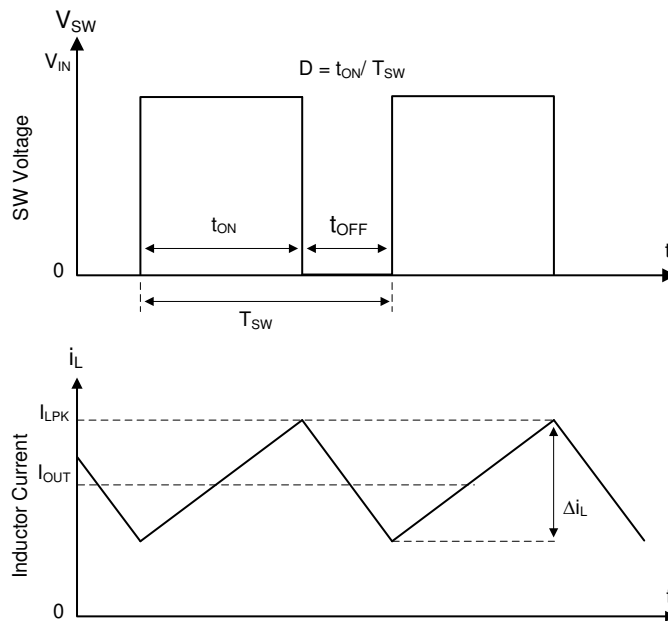 V_SW
V_IN
D = t_ON/ T_SW
SW Voltage
t_ON
t_OFF
0
t
T_SW
i_L
I_LPK
I_OUT
Inductor Current
Δi_L
0
t